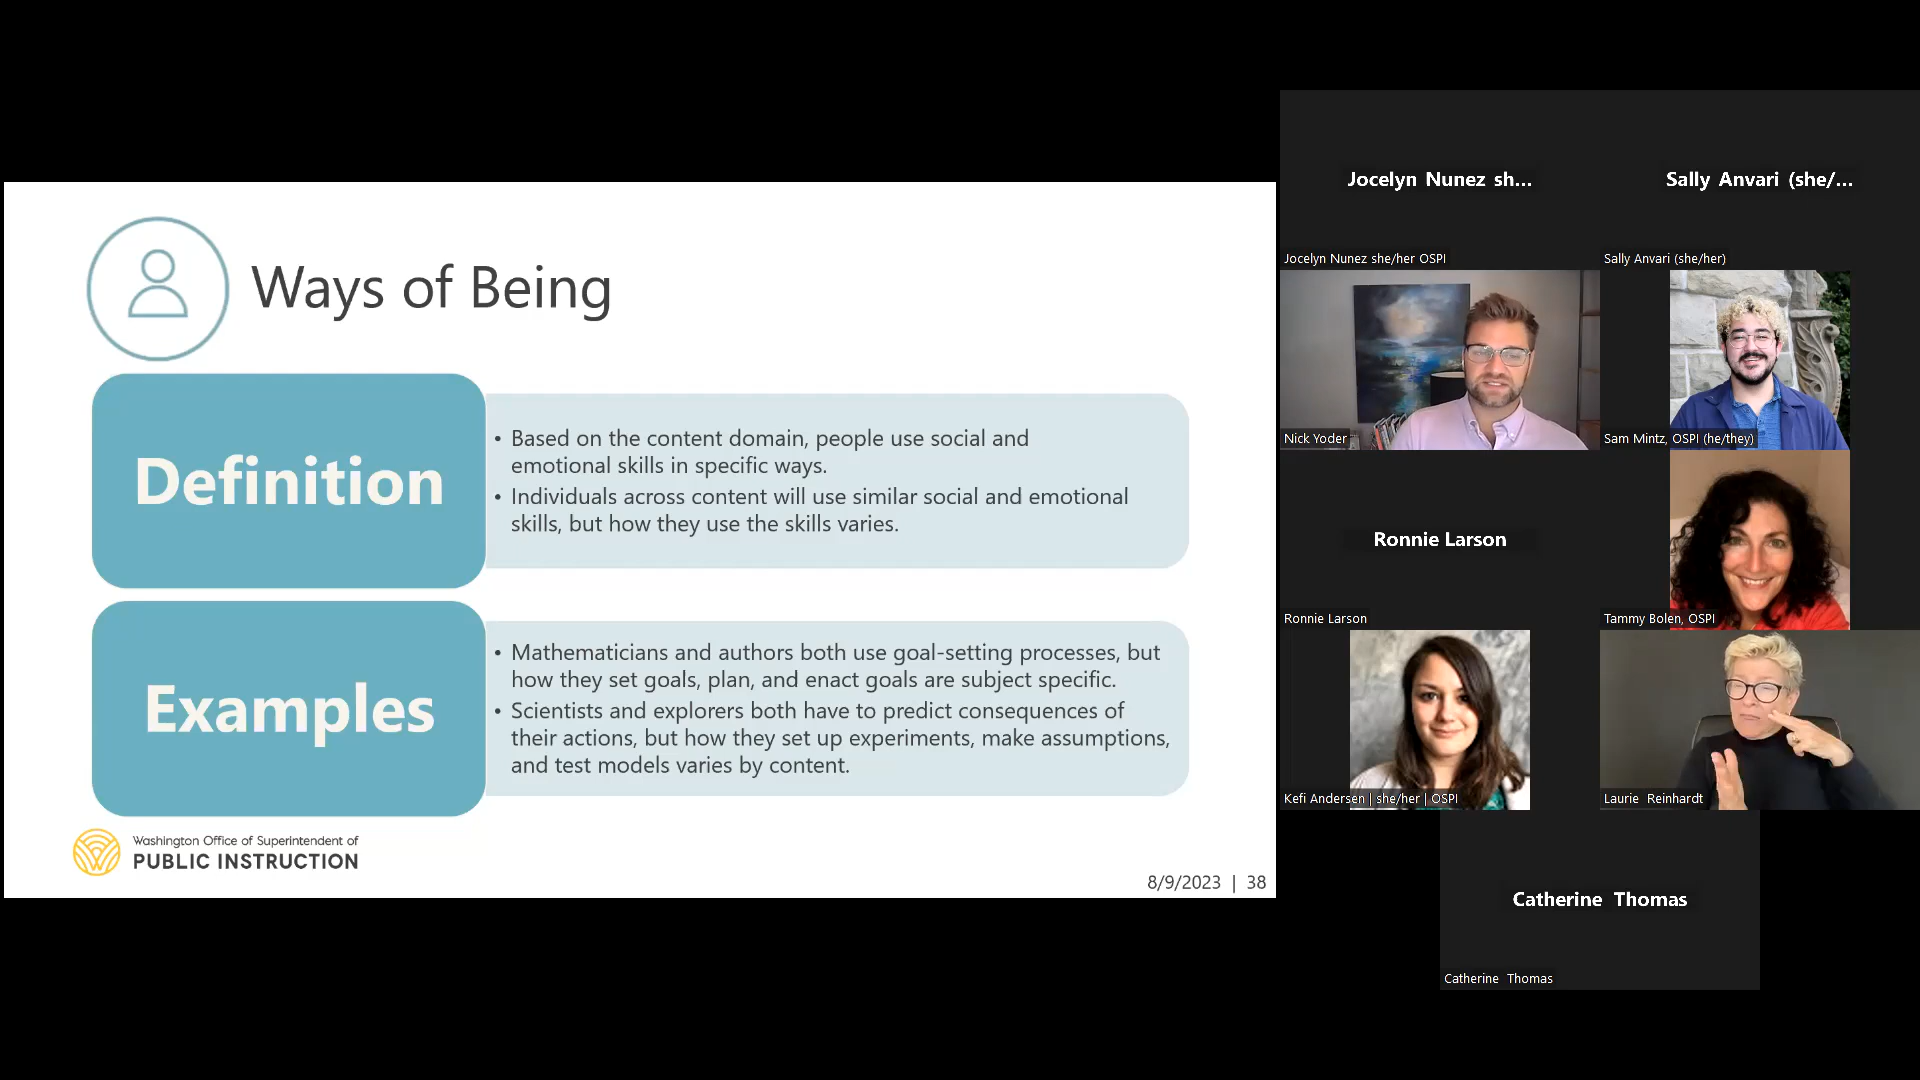 Ways of Being
Definition
• Based on the content domain, people use social and
emotional skills in specific ways.
• Individuals across content will use similar social and emotional
skills, but how they use the skills varies.
Examples
• Mathematicians and authors both use goal-setting processes, but
how they set goals, plan, and enact goals are subject specific.
• Scientists and explorers both have to predict consequences of
their actions, but how they set up experiments, make assumptions,
and test models varies by content.
Washington Office of Superintendent of
PUBLIC INSTRUCTION
8/9/2023 | 38
Jocelyn Nunez sh...
Jocelyn Nunez she/her OSPI
Sally Anvari (she/...
Sally Anvari (she/her)
Nick Yoder
Sam Mintz, OSPI (he/they)
Ronnie Larson
Ronnie Larson
Tammy Bolen, OSPI
Kefi Andersen | she/her | OSPI
Laurie Reinhardt
Catherine Thomas
Catherine Thomas